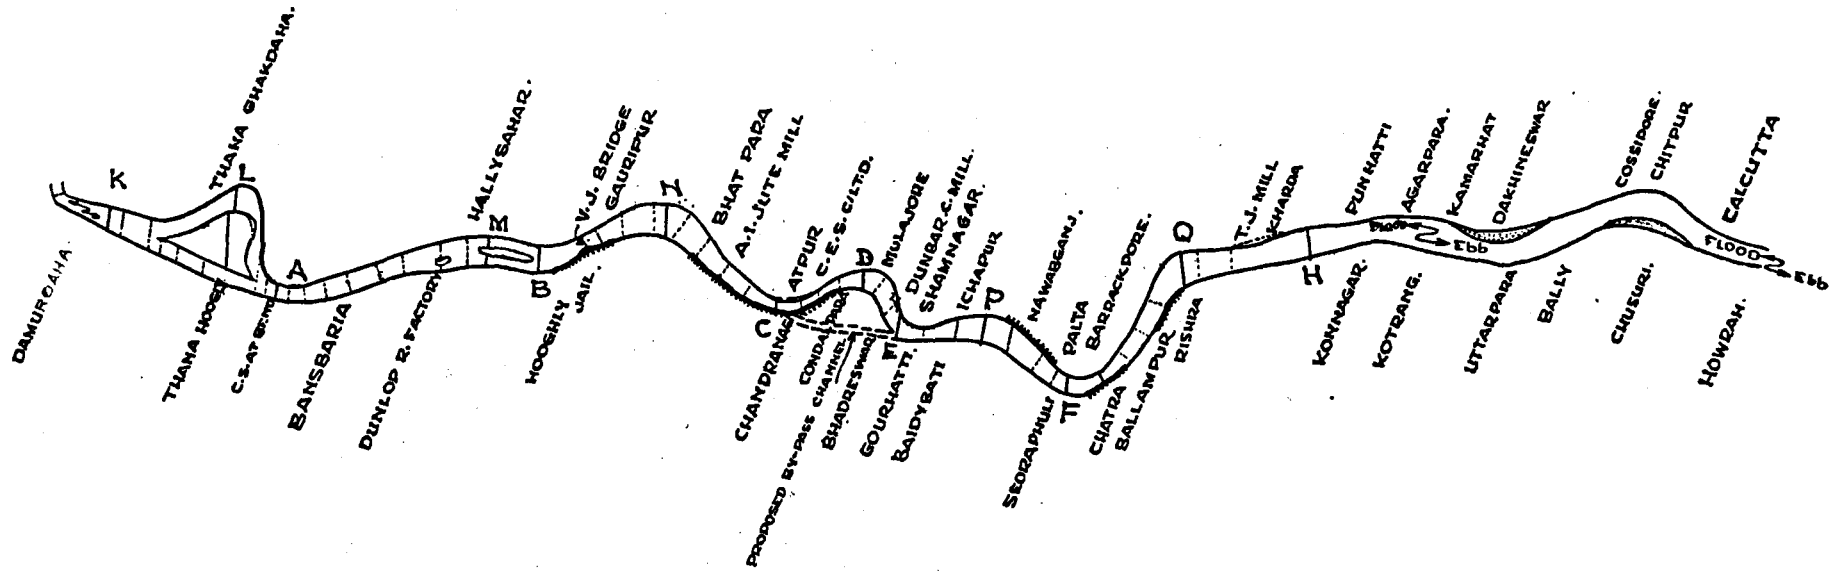 K
THANA GHAKDAHA.
L
HALLYSAHAR.
M
V.J. BRIDGE
GAURIPUR
N
BHAT PARA
A.I. JUTE MILL
ATPUR
C.E.S. C/LTD.
MULAJORE
DUNBAR.C.MILL.
SHAMNAGAR.
ICHAPUR
P
NAWABGANJ.
PALTA
BARRACKPORE.
T.J. MILL
KHARDA
PUNHATTI
AGARPARA.
KAMARHAT
DAKHINESWAR
COSSIPORE.
CHITPUR
CALCUTTA
FLOOD
EBB
FLOOD
EBB
DAMURDAHA.
THANA HOOGLY
C.S.AT
A
BANSBARIA
DUNLOP R. FACTORY
B
HOOGHLY
JAIL.
C
CHANDRANAG
PROPOSED BY-PASS CHANNEL
CONDALPARA
BHADRESWAR
GOURHATTI.
BAIDYBATI
SEORAPHULI
CHATRA
BALLAMPUR
RISHRA
H
KONNAGAR.
KOTRANG.
UTTARPARA
BALLY
CHUSURI.
HOWRAH.